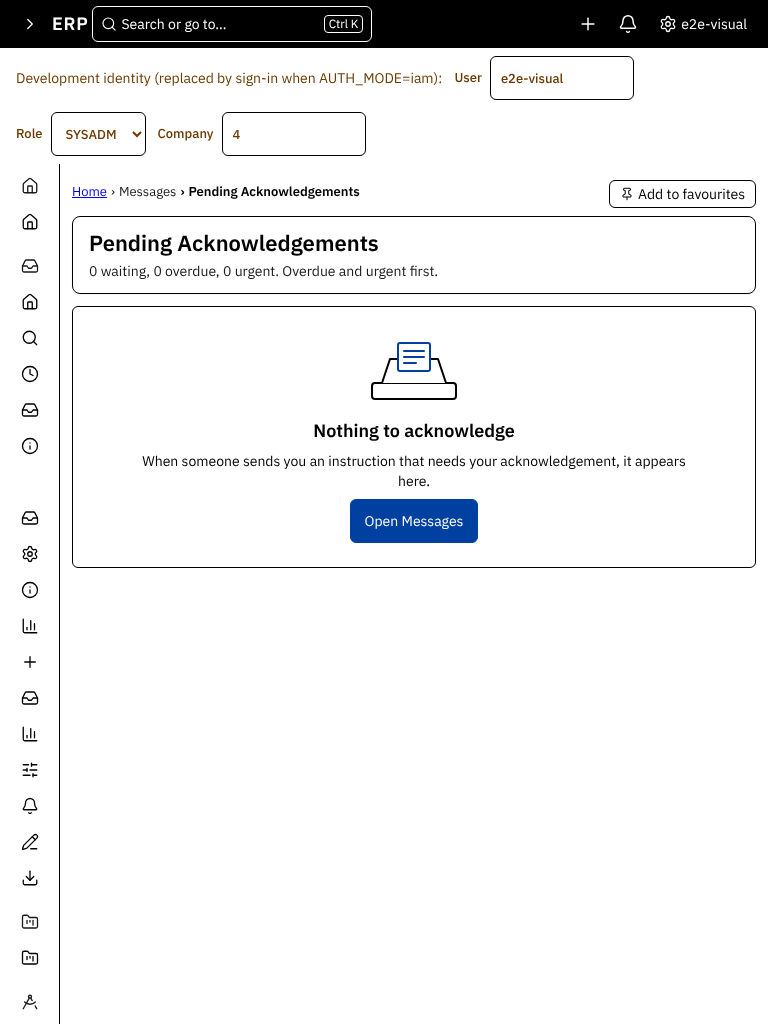 ERP
Search or go to... Ctrl K
e2e-visual
Development identity (replaced by sign-in when AUTH_MODE=iam): User e2e-visual
Role SYSADM Company 4
Home › Messages › Pending Acknowledgements
Add to favourites
Pending Acknowledgements
0 waiting, 0 overdue, 0 urgent. Overdue and urgent first.
Nothing to acknowledge
When someone sends you an instruction that needs your acknowledgement, it appears
here.
Open Messages